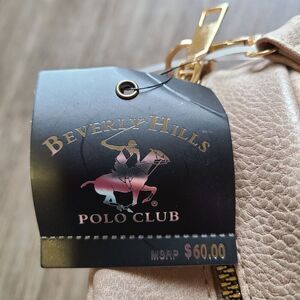 BEVERLY HILLS
®
POLO CLUB
MSRP $60.00